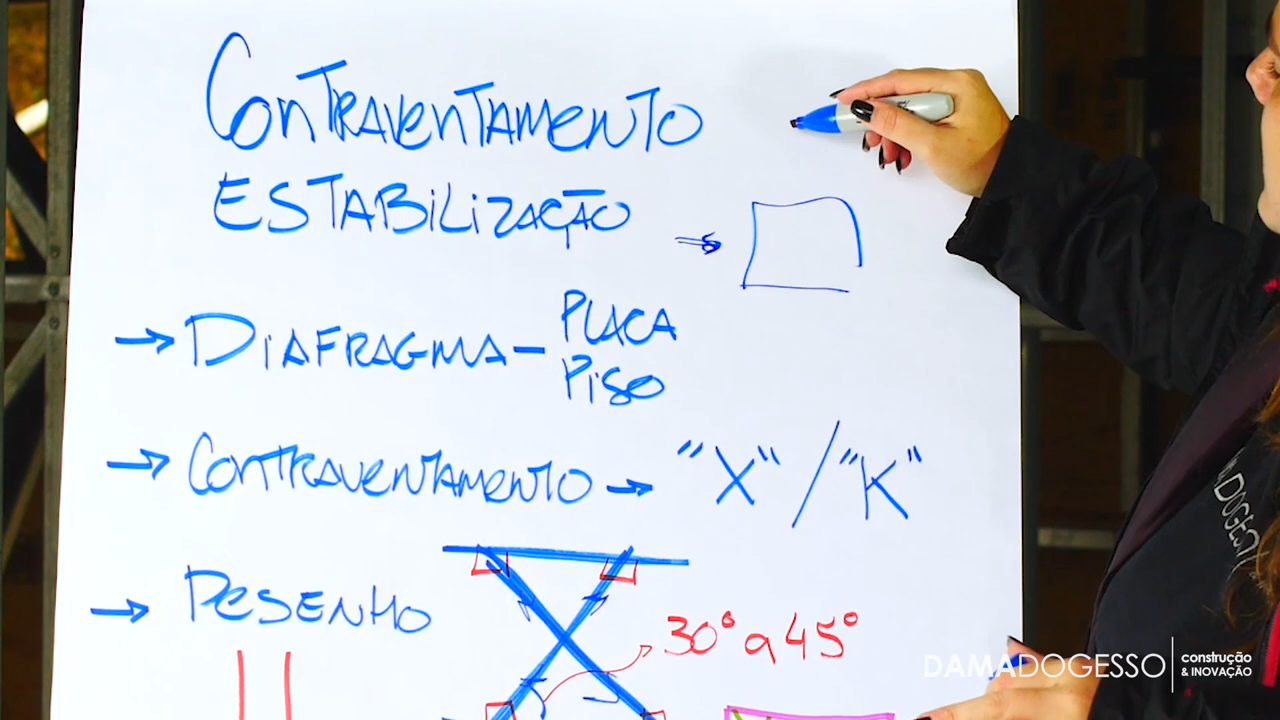 Contraventamento
Estabilização
→ Diafragma - Placa
Piso
→ Contraventamento → "X" / "K"
→ Desenho
30° a 45°
DAMADOGESSO
construção
& INOVAÇÃO